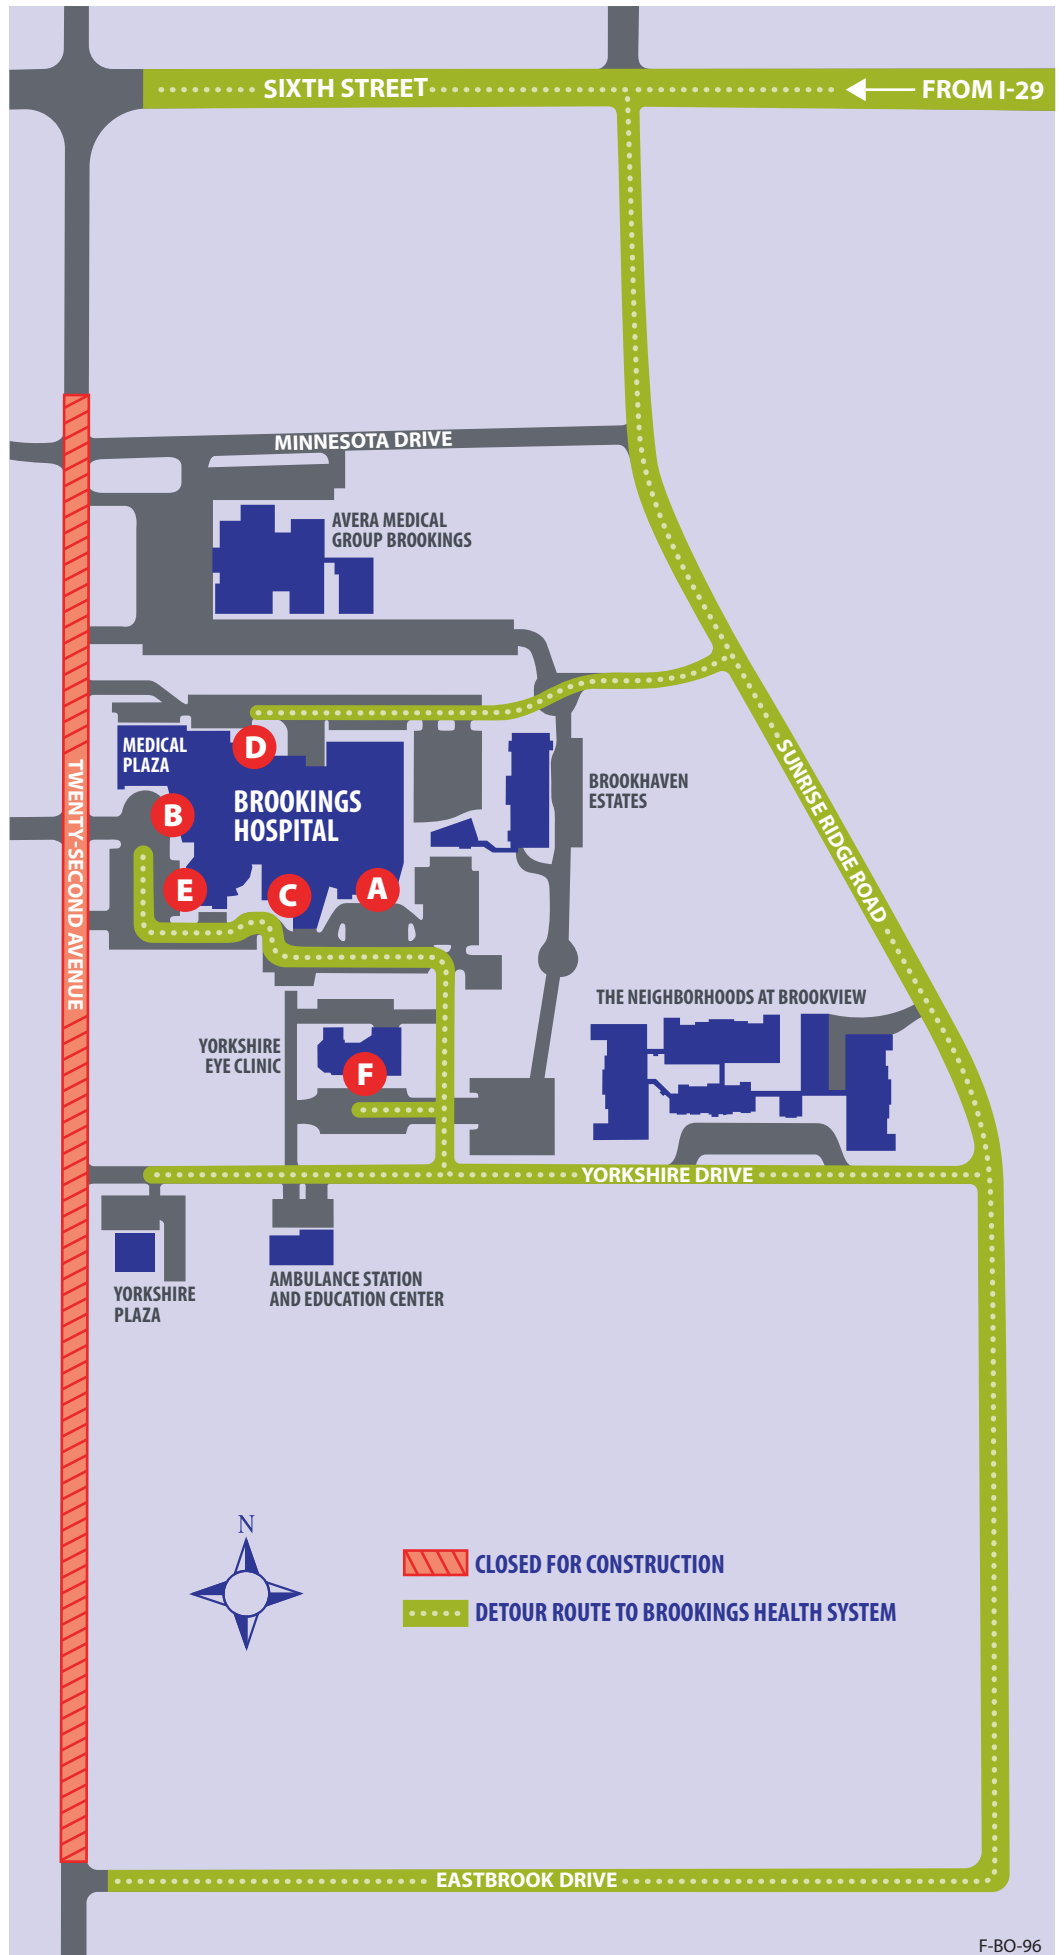 SIXTH STREET
FROM I-29
MINNESOTA DRIVE
AVERA MEDICAL
GROUP BROOKINGS
MEDICAL
PLAZA
D
BROOKINGS
HOSPITAL
B
E
C
A
TWENTY-SECOND AVENUE
BROOKHAVEN
ESTATES
SUNRISE RIDGE ROAD
THE NEIGHBORHOODS AT BROOKVIEW
YORKSHIRE
EYE CLINIC
F
YORKSHIRE DRIVE
YORKSHIRE
PLAZA
AMBULANCE STATION
AND EDUCATION CENTER
N
CLOSED FOR CONSTRUCTION
DETOUR ROUTE TO BROOKINGS HEALTH SYSTEM
EASTBROOK DRIVE
F-BO-96